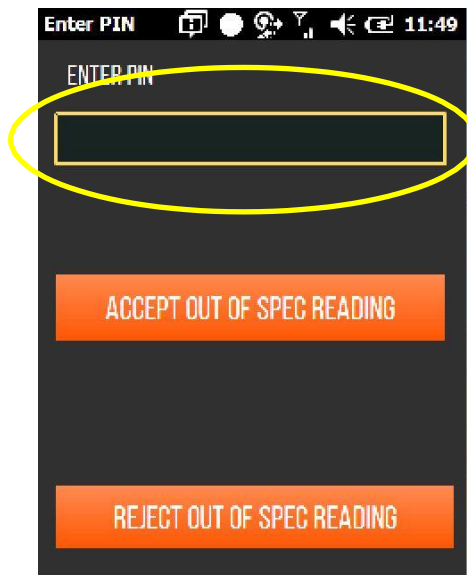 Enter PIN 11:49
ENTER PIN
ACCEPT OUT OF SPEC READING
REJECT OUT OF SPEC READING